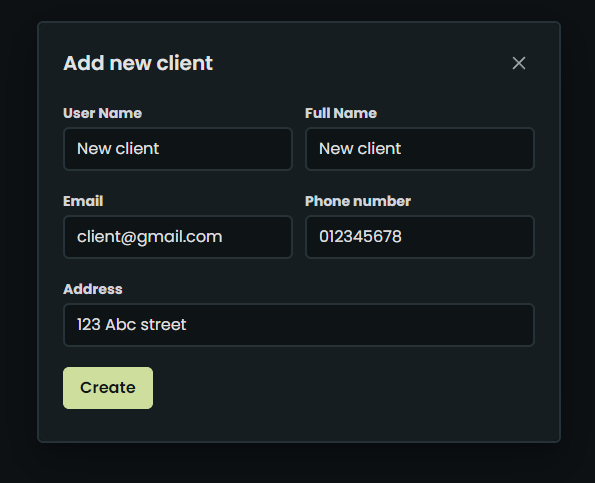 Add new client
User Name Full Name
New client New client
Email Phone number
client@gmail.com 012345678
Address
123 Abc street
Create